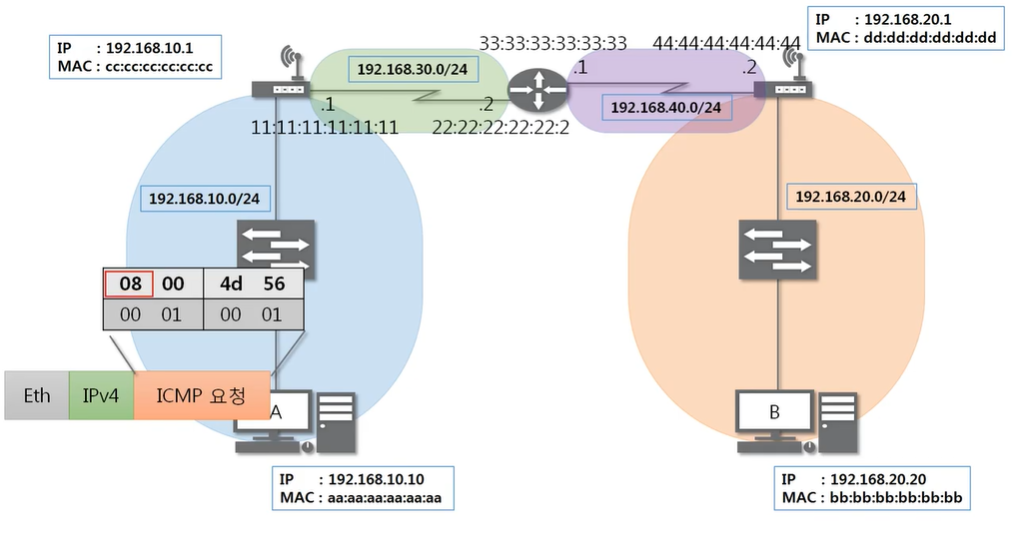 IP : 192.168.10.1
MAC : cc:cc:cc:cc:cc:cc
33:33:33:33:33:33
44:44:44:44:44:44
IP : 192.168.20.1
MAC : dd:dd:dd:dd:dd:dd
192.168.30.0/24
.1
.2
192.168.40.0/24
.1
.2
11:11:11:11:11:11
22:22:22:22:22:2
192.168.10.0/24
192.168.20.0/24
08 00 4d 56
00 01 00 01
Eth IPv4 ICMP 요청
A
B
IP : 192.168.10.10
MAC : aa:aa:aa:aa:aa:aa
IP : 192.168.20.20
MAC : bb:bb:bb:bb:bb:bb